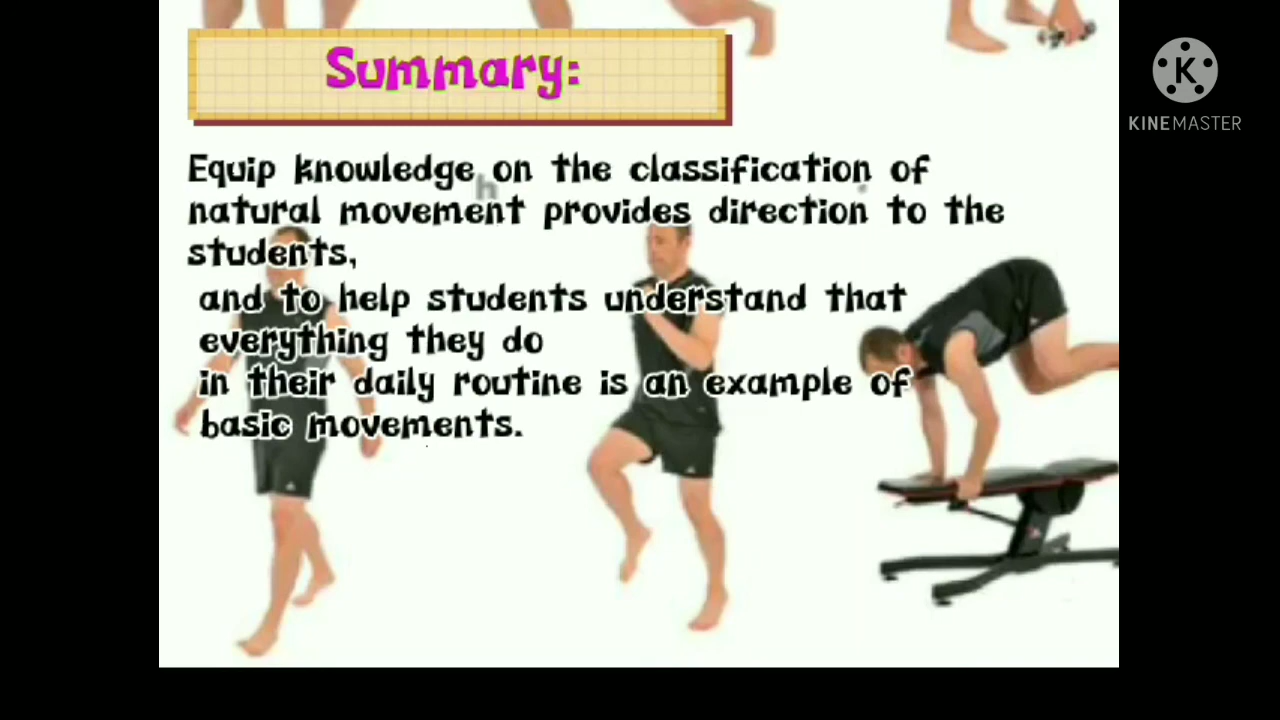 Summary:
Equip knowledge on the classification of
natural movement provides direction to the
students,
and to help students understand that
everything they do
in their daily routine is an example of
basic movements.
K
KINEMASTER